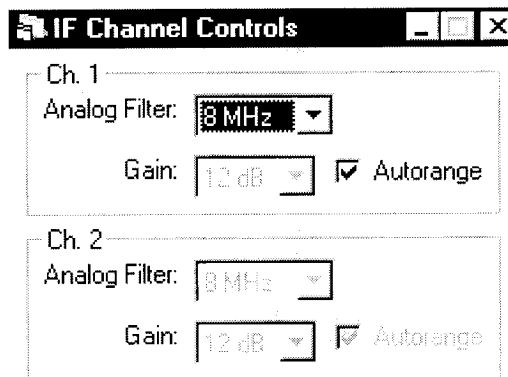 IF Channel Controls
Ch. 1
Analog Filter: 8 MHz
Gain: 12 dB Autorange
Ch. 2
Analog Filter: 8 MHz
Gain: 12 dB Autorange